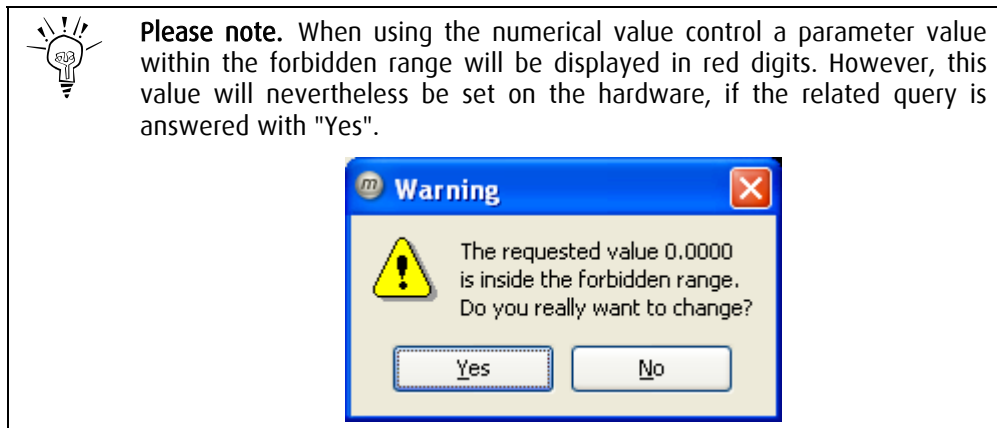 Please note. When using the numerical value control a parameter value
within the forbidden range will be displayed in red digits. However, this
value will nevertheless be set on the hardware, if the related query is
answered with "Yes".
m Warning
The requested value 0.0000
is inside the forbidden range.
Do you really want to change?
Yes No